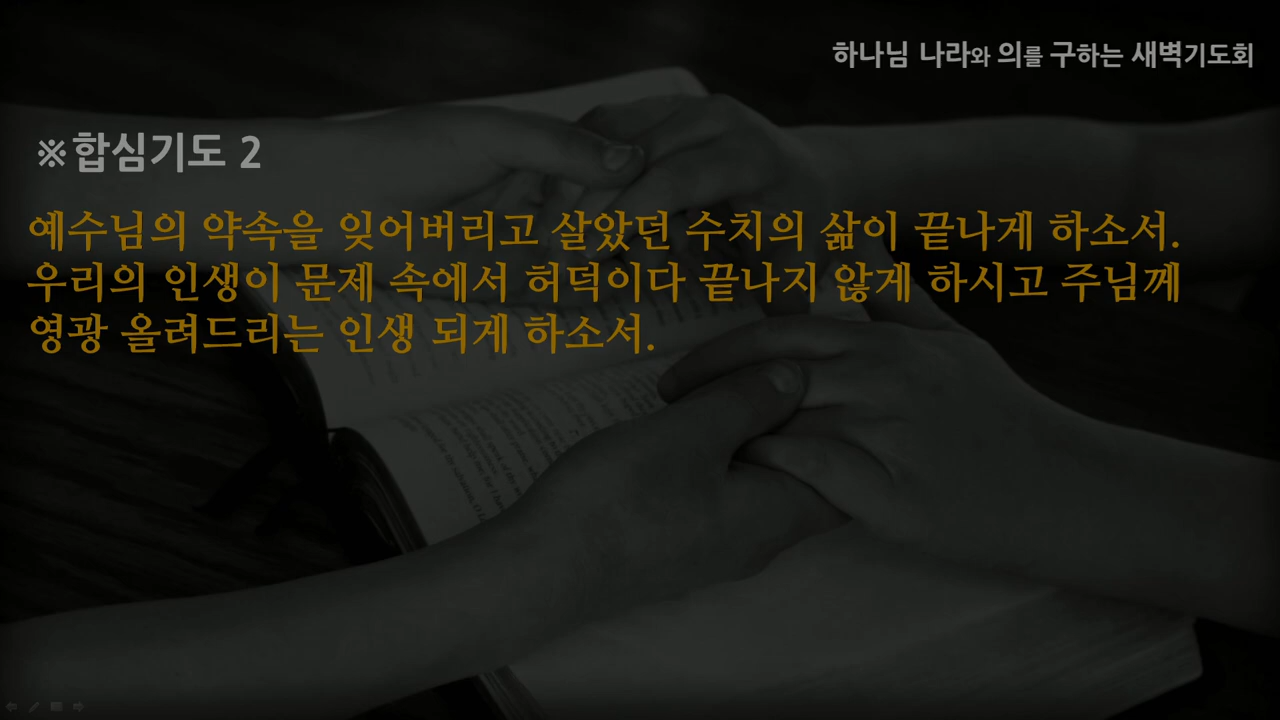 하나님 나라와 의를 구하는 새벽기도회
※합심기도 2
예수님의 약속을 잊어버리고 살았던 수치의 삶이 끝나게 하소서.
우리의 인생이 문제 속에서 허덕이다 끝나지 않게 하시고 주님께
영광 올려드리는 인생 되게 하소서.